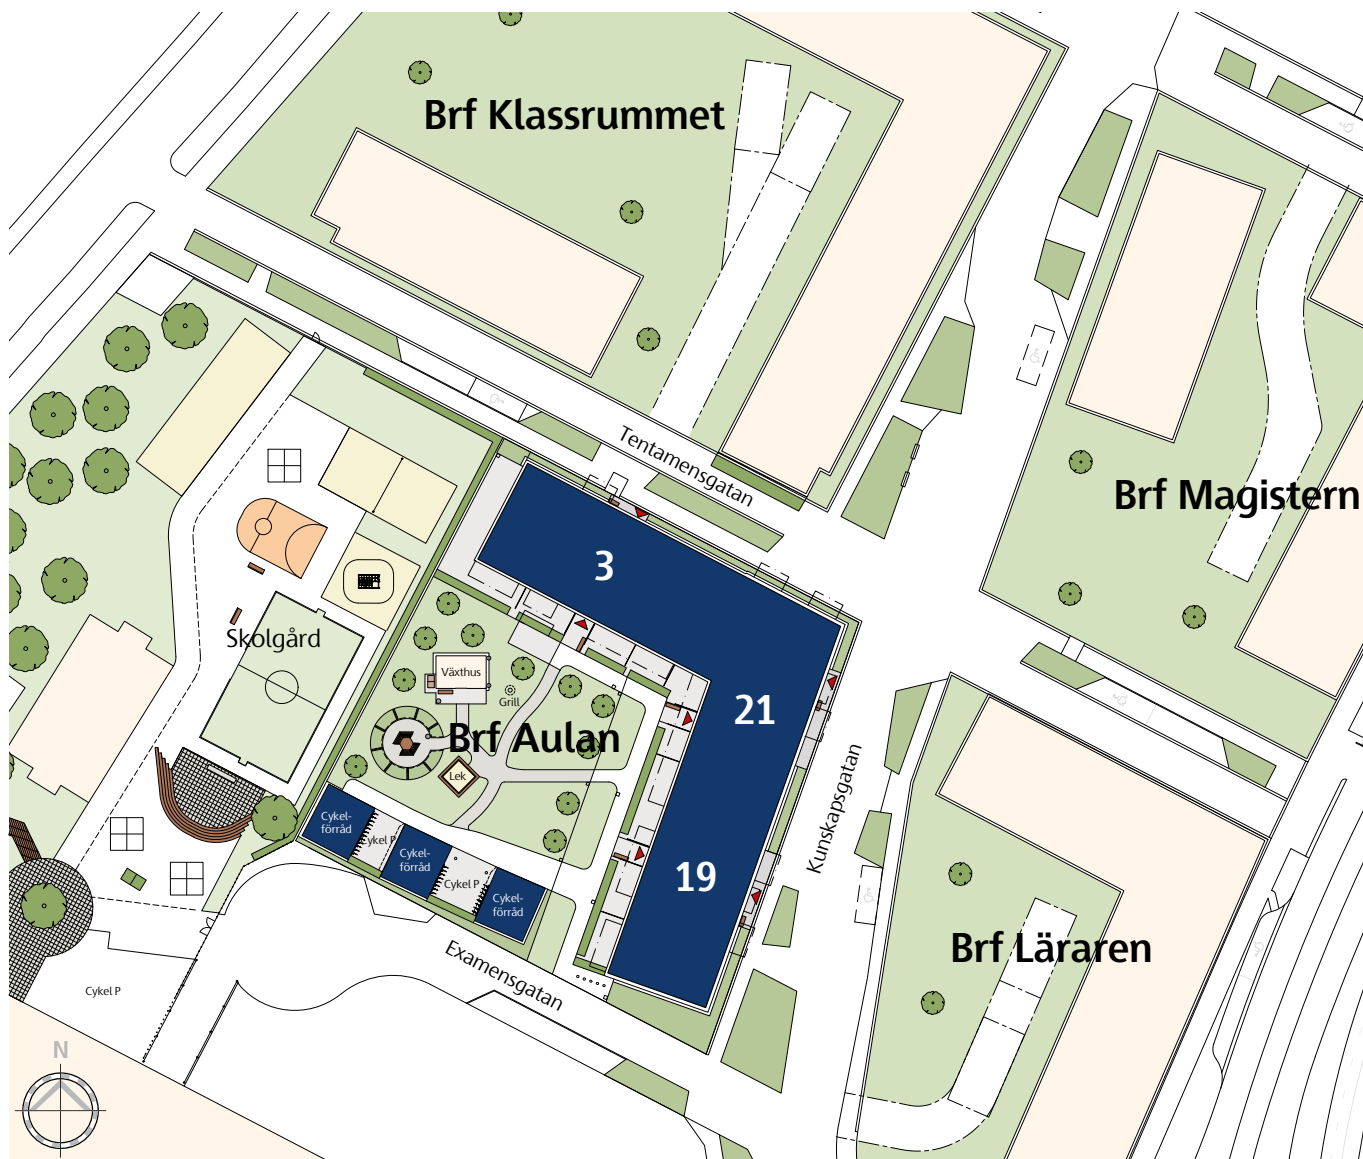 Brf Klassrummet
Tentamensgatan
Brf Magistern
3
Skolgård
Växthus
Grill
21
Brf Aulan
Lek
Kunskapsgatan
Cykel-
förråd
Cykel P
Cykel-
förråd
Cykel P
Cykel-
förråd
19
Brf Läraren
Examensgatan
Cykel P
N